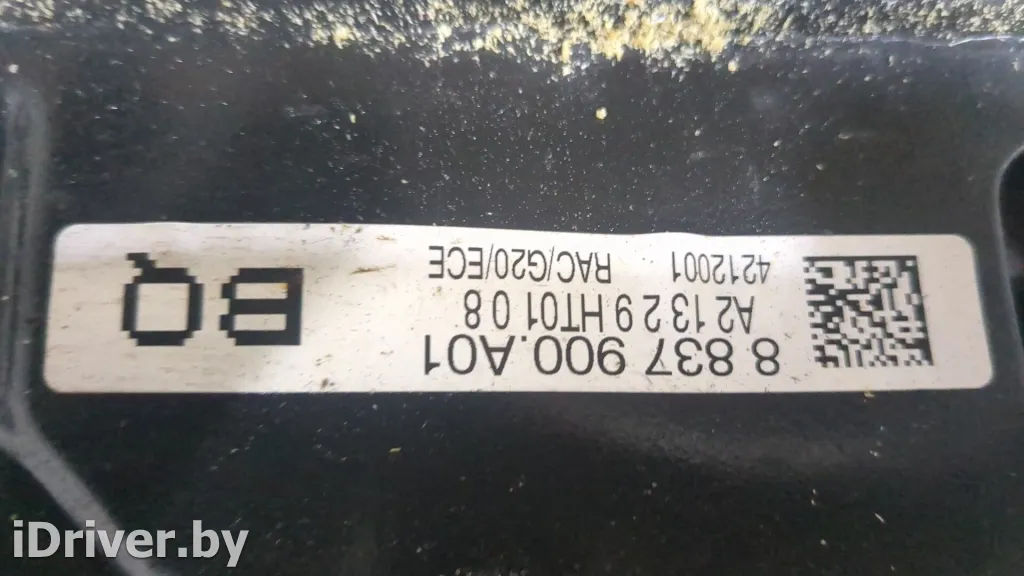 8 837 900.A01
A2 13 2 9 HT01 0 8
4212001 RAC/G20/ECE
BQ
iDriver.by